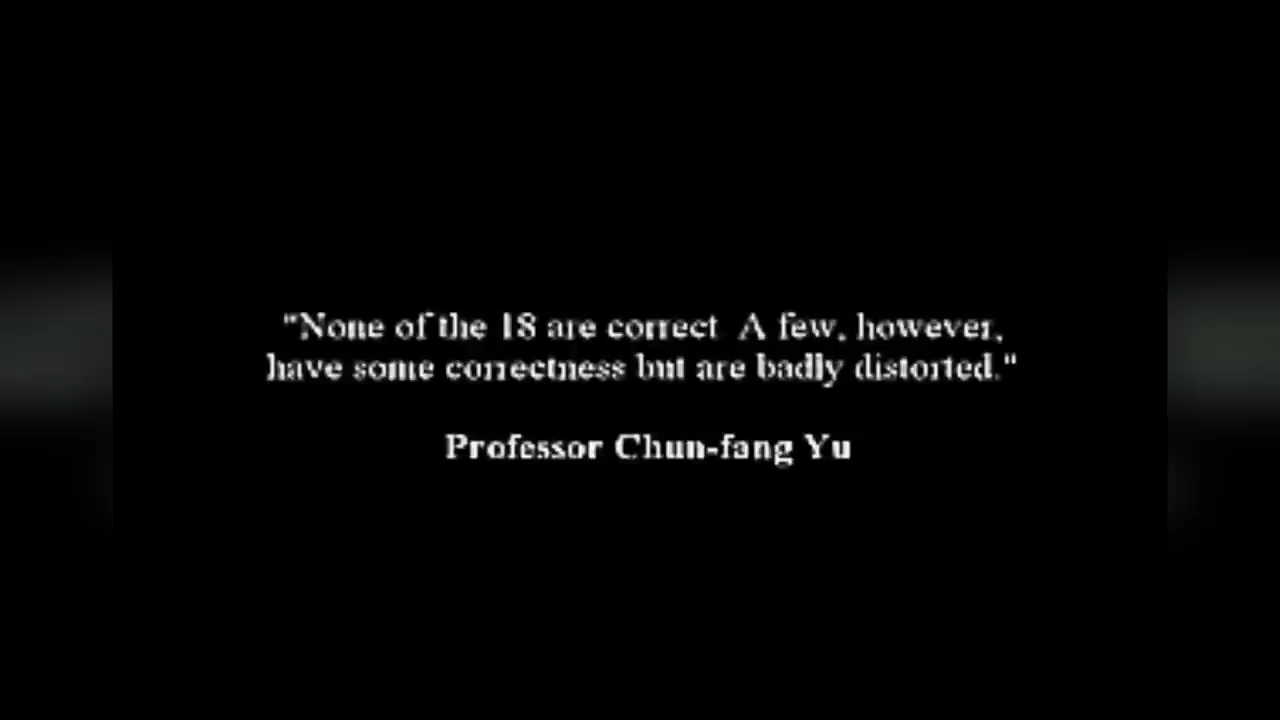 "None of the 18 are correct  A few, however,
have some correctness but are badly distorted."
Professor Chun-fang Yu